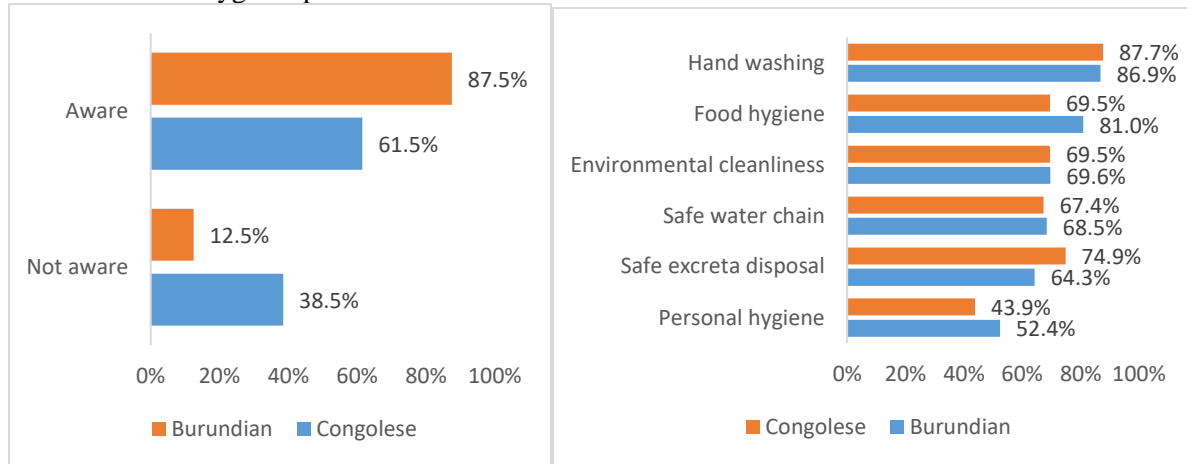 Aware
87.5%
61.5%
Not aware
12.5%
38.5%
0% 20% 40% 60% 80% 100%
Burundian Congolese
Hand washing
87.7%
86.9%
Food hygiene
69.5%
81.0%
Environmental cleanliness
69.5%
69.6%
Safe water chain
67.4%
68.5%
Safe excreta disposal
74.9%
64.3%
Personal hygiene
43.9%
52.4%
0% 20% 40% 60% 80% 100%
Congolese Burundian